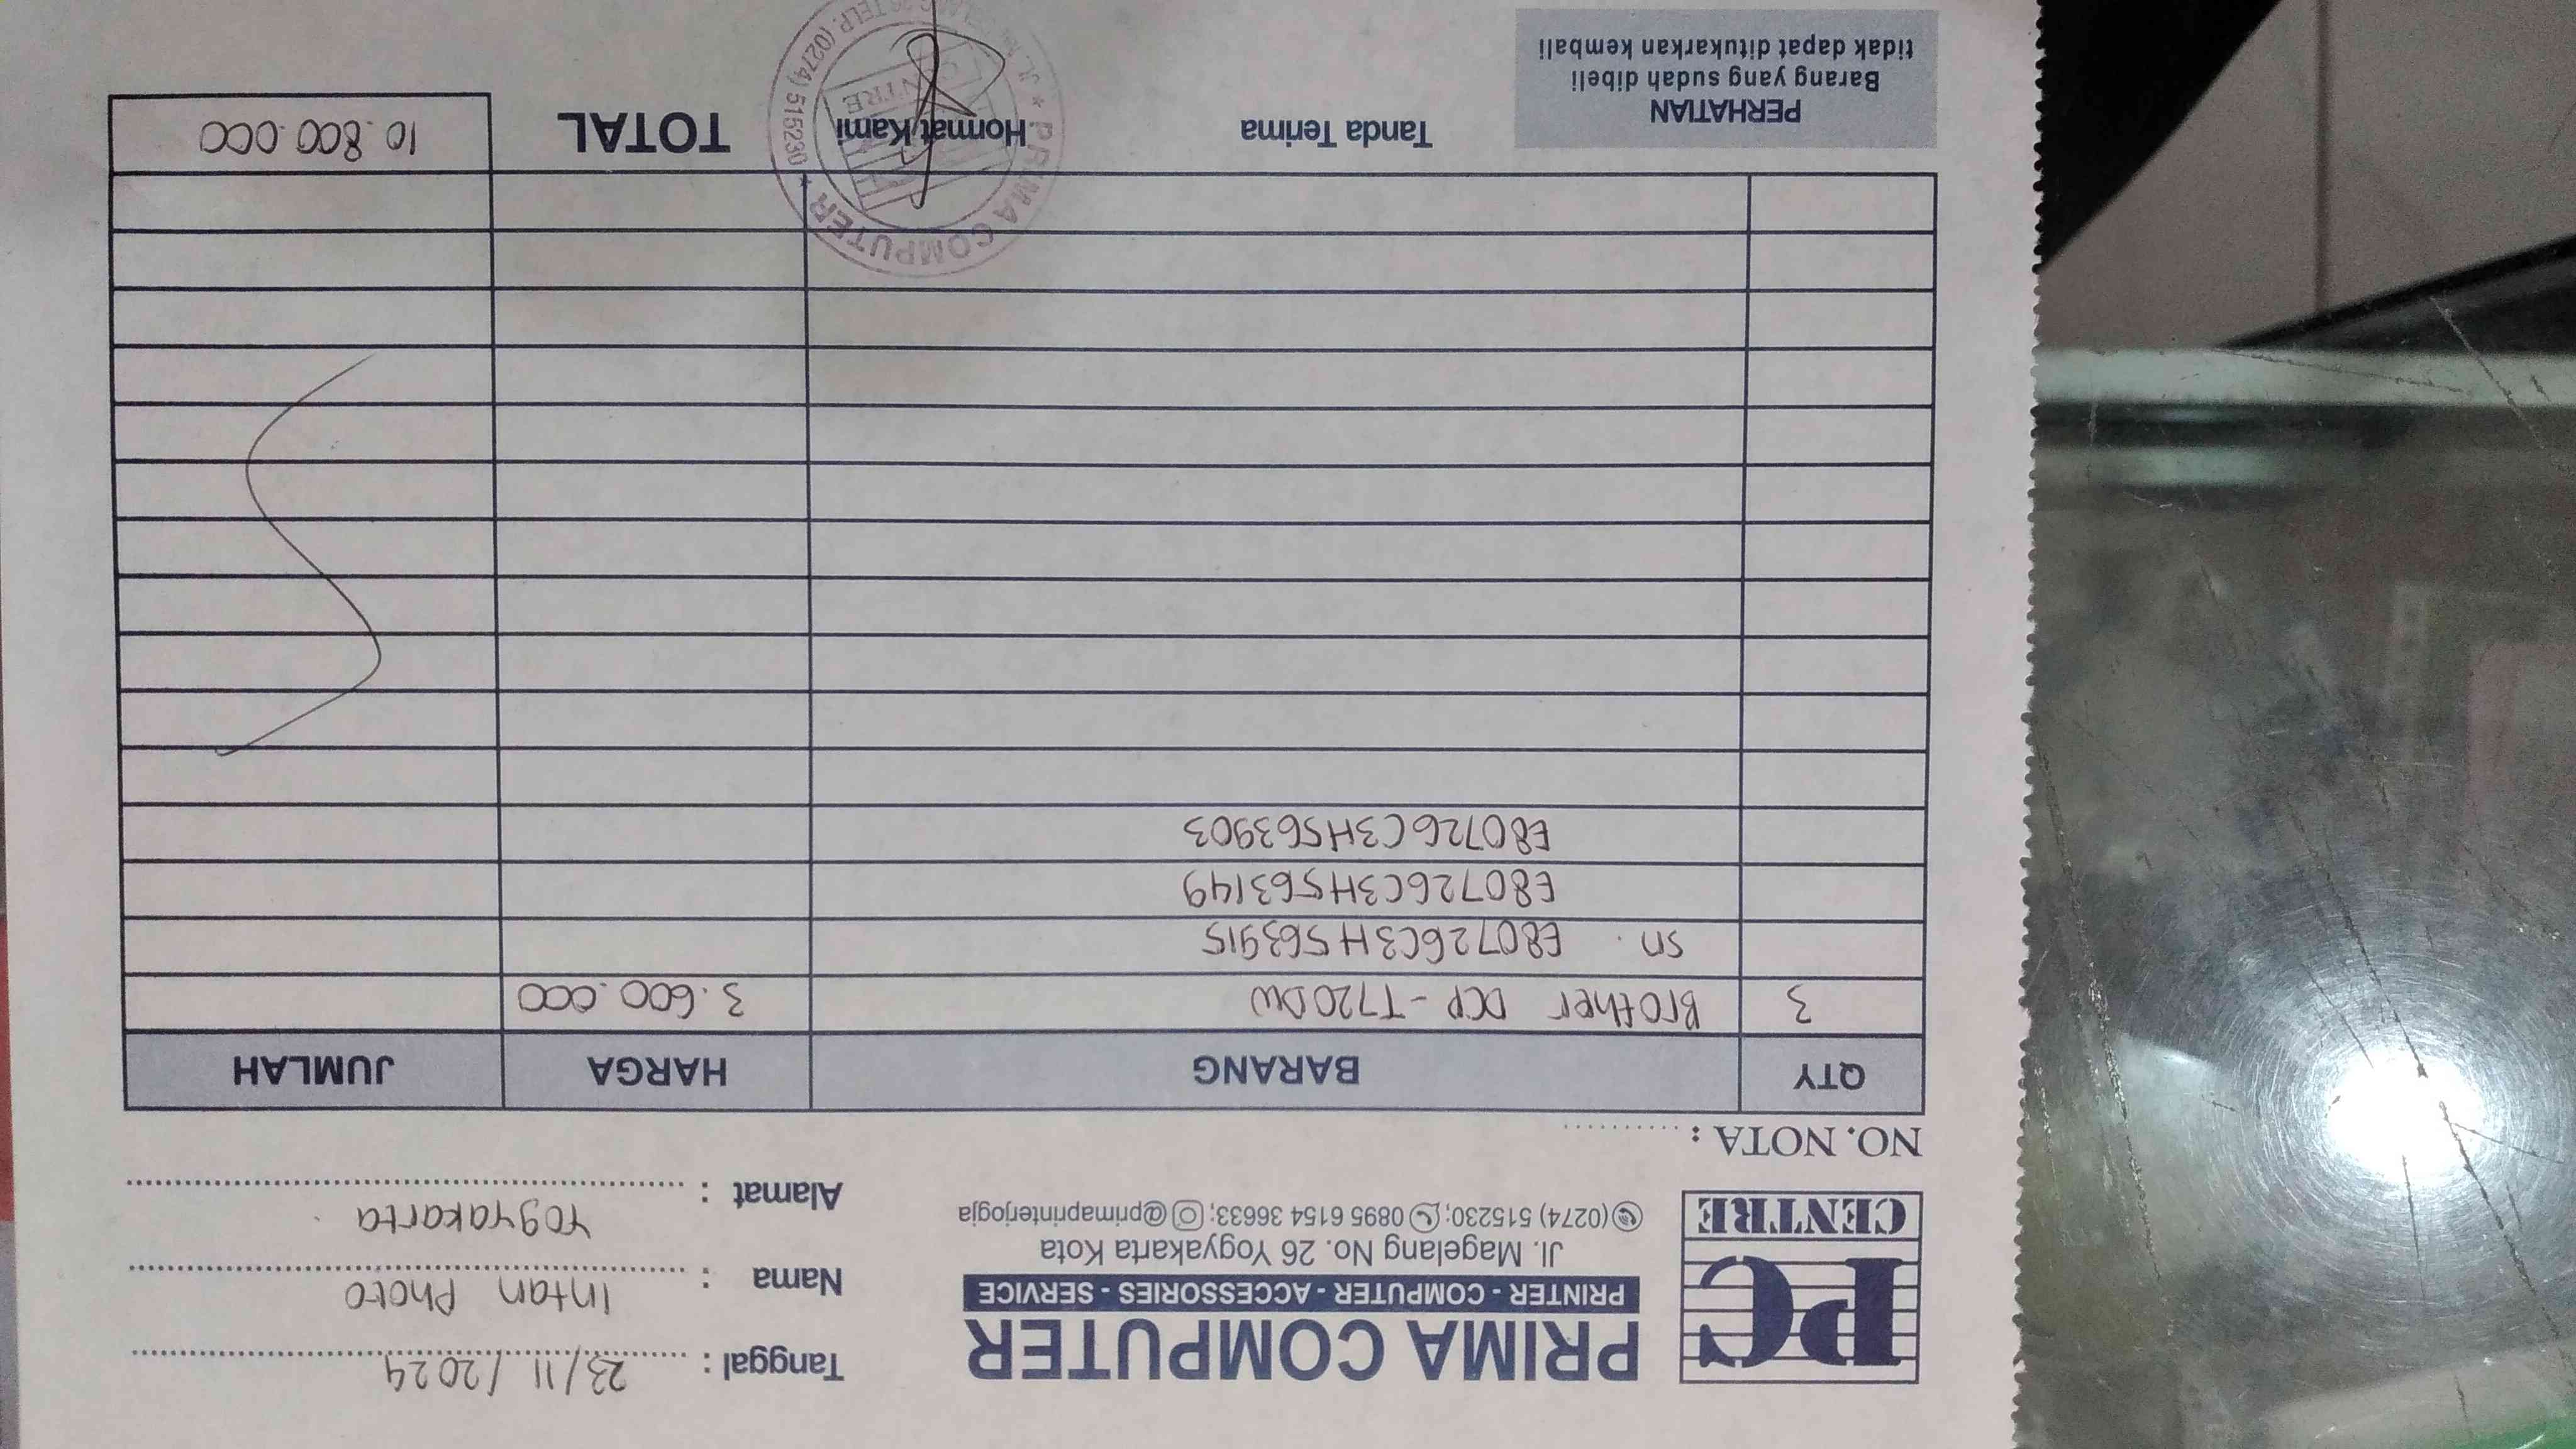 PC
CENTRE
PRIMA COMPUTER
PRINTER - COMPUTER - ACCESSORIES - SERVICE
Jl. Magelang No. 26 Yogyakarta Kota
(0274) 515230; 0895 6154 36633; @primaprinterjogja
Tanggal : 23/11/2024
Nama : Intan Photo
Alamat : Yogyakarta
NO. NOTA : ..........
QTY BARANG HARGA JUMLAH
3 Brother DCP-T720DW 3.600.000
sn. E80726C3H563915
E80726C3H563149
E80726C3H563903
PERHATIAN
Barang yang sudah dibeli
tidak dapat ditukarkan kembali
Tanda Terima
Hormat Kami
TOTAL 10.800.000
* PRIMA COMPUTER *
TELP. (0274) 515230